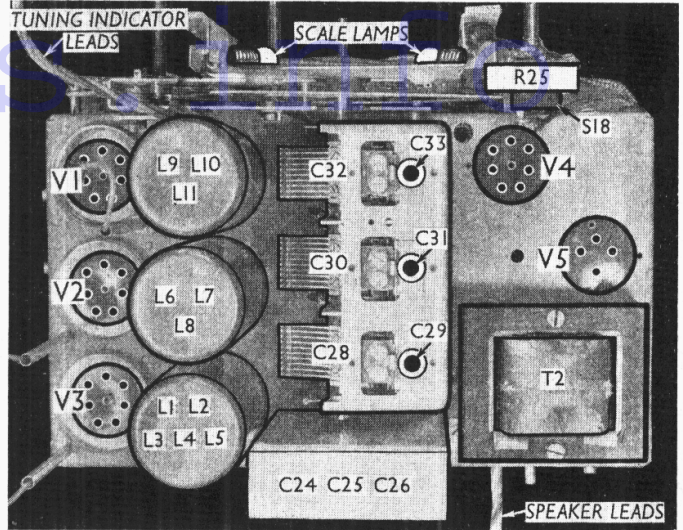 TUNING INDICATOR
LEADS
SCALE LAMPS
R25
S18
V1
L9 L10
L11
C32
C33
V4
V5
V2
L6 L7
L8
C30
C31
V3
L1 L2
L3 L4 L5
C28
C29
T2
C24 C25 C26
SPEAKER LEADS
s info